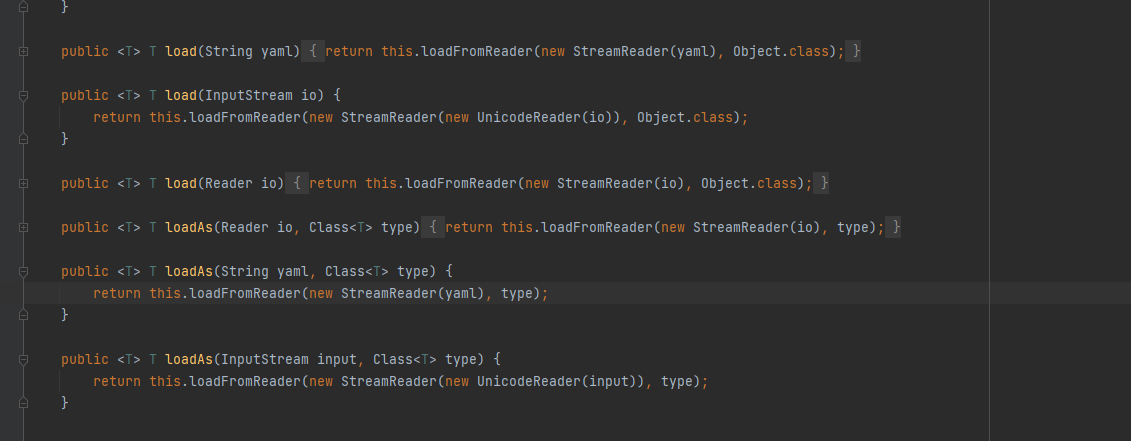 }
public <T> T load(String yaml) { return this.loadFromReader(new StreamReader(yaml), Object.class); }
public <T> T load(InputStream io) {
return this.loadFromReader(new StreamReader(new UnicodeReader(io)), Object.class);
}
public <T> T load(Reader io) { return this.loadFromReader(new StreamReader(io), Object.class); }
public <T> T loadAs(Reader io, Class<T> type) { return this.loadFromReader(new StreamReader(io), type); }
public <T> T loadAs(String yaml, Class<T> type) {
return this.loadFromReader(new StreamReader(yaml), type);
}
public <T> T loadAs(InputStream input, Class<T> type) {
return this.loadFromReader(new StreamReader(new UnicodeReader(input)), type);
}